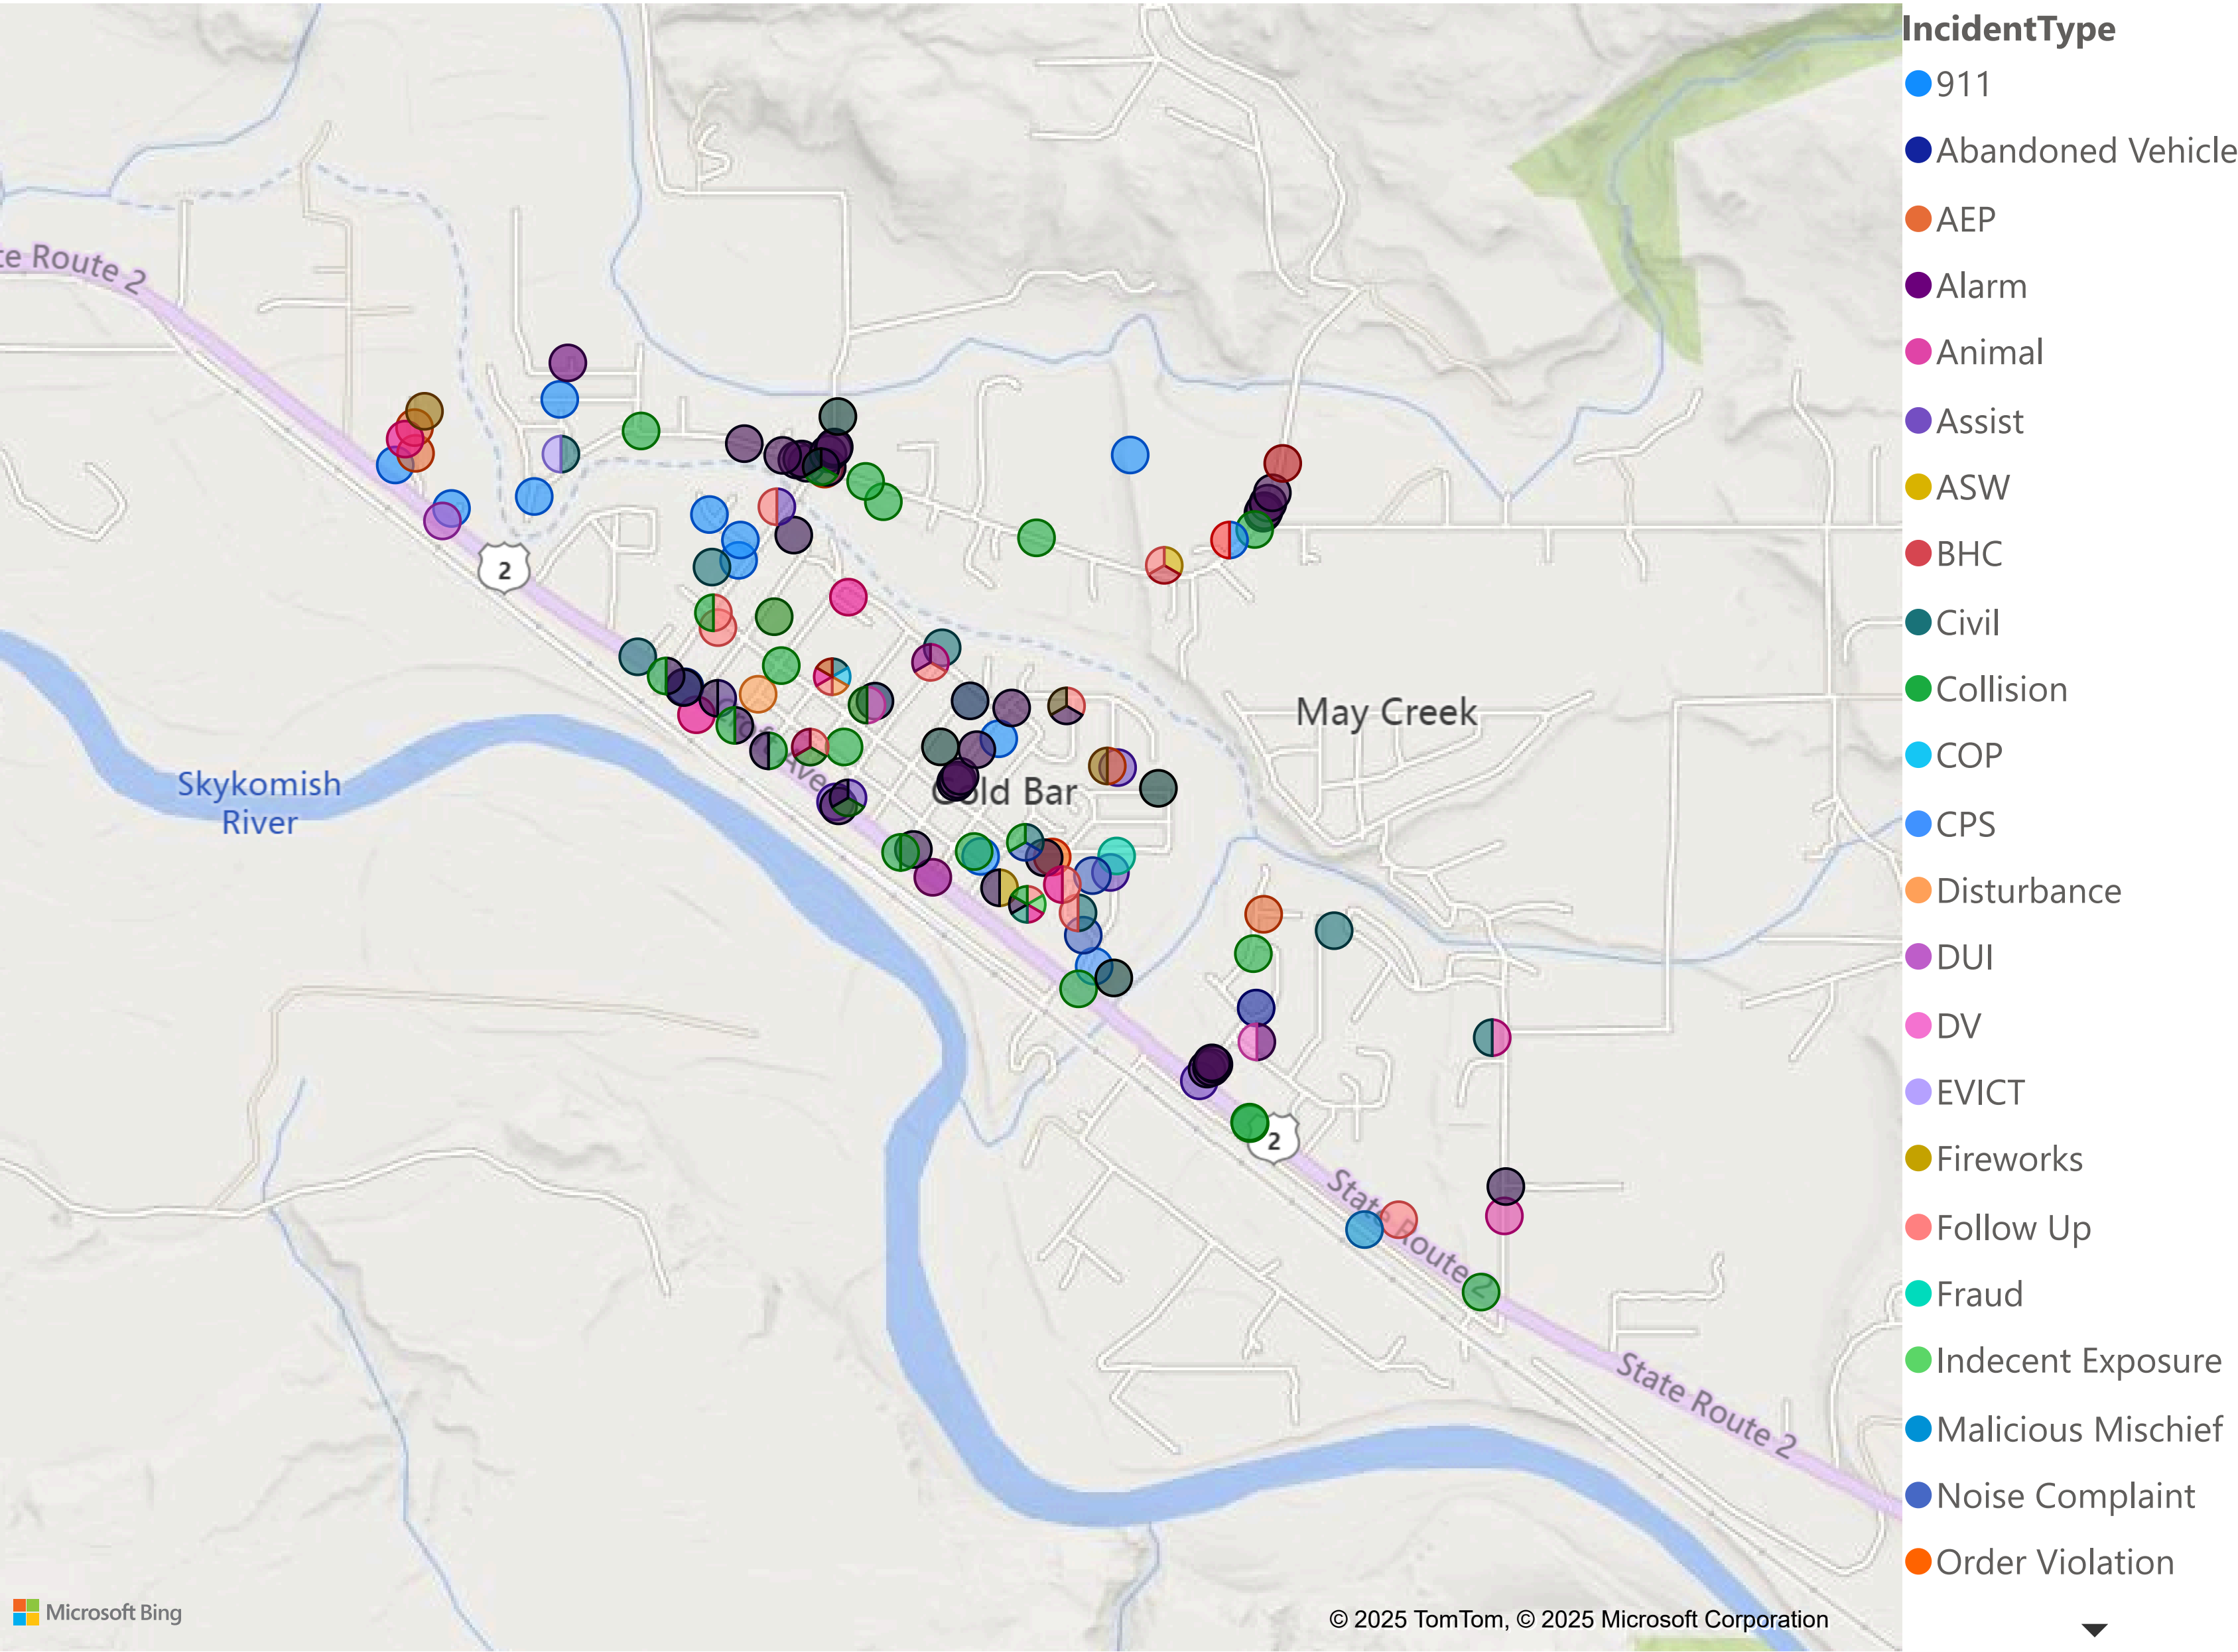 IncidentType
911
Abandoned Vehicle
AEP
Alarm
Animal
Assist
ASW
BHC
Civil
Collision
COP
CPS
Disturbance
DUI
DV
EVICT
Fireworks
Follow Up
Fraud
Indecent Exposure
Malicious Mischief
Noise Complaint
Order Violation
te Route 2
2
May Creek
Skykomish
River
Ave
Gold Bar
2
State Route 2
State Route 2
Microsoft Bing
© 2025 TomTom, © 2025 Microsoft Corporation